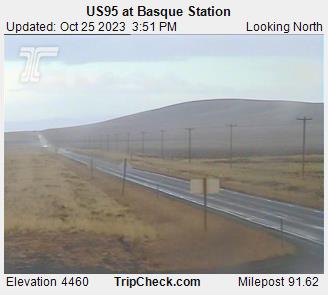 US95 at Basque Station
Updated: Oct 25 2023 3:51 PM Looking North
Elevation 4460 TripCheck.com Milepost 91.62